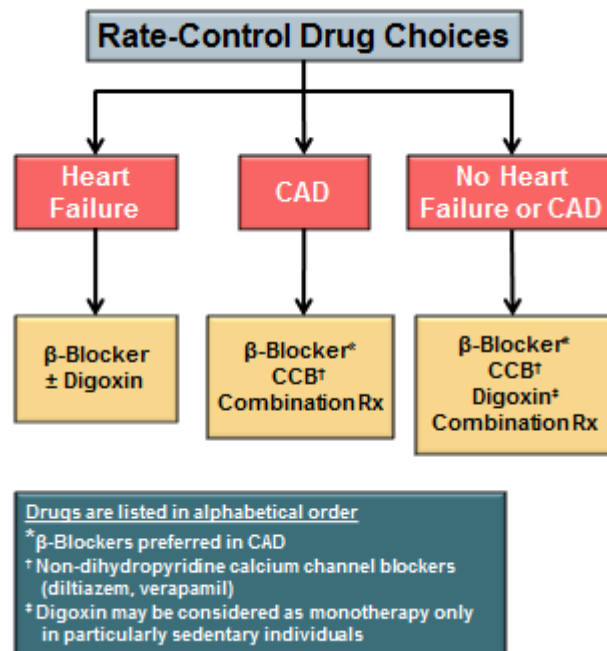 Rate-Control Drug Choices
Heart
Failure
CAD
No Heart
Failure or CAD
β-Blocker
± Digoxin
β-Blocker*
CCB†
Combination Rx
β-Blocker*
CCB†
Digoxin‡
Combination Rx
Drugs are listed in alphabetical order
*β-Blockers preferred in CAD
† Non-dihydropyridine calcium channel blockers
(diltiazem, verapamil)
‡ Digoxin may be considered as monotherapy only
in particularly sedentary individuals